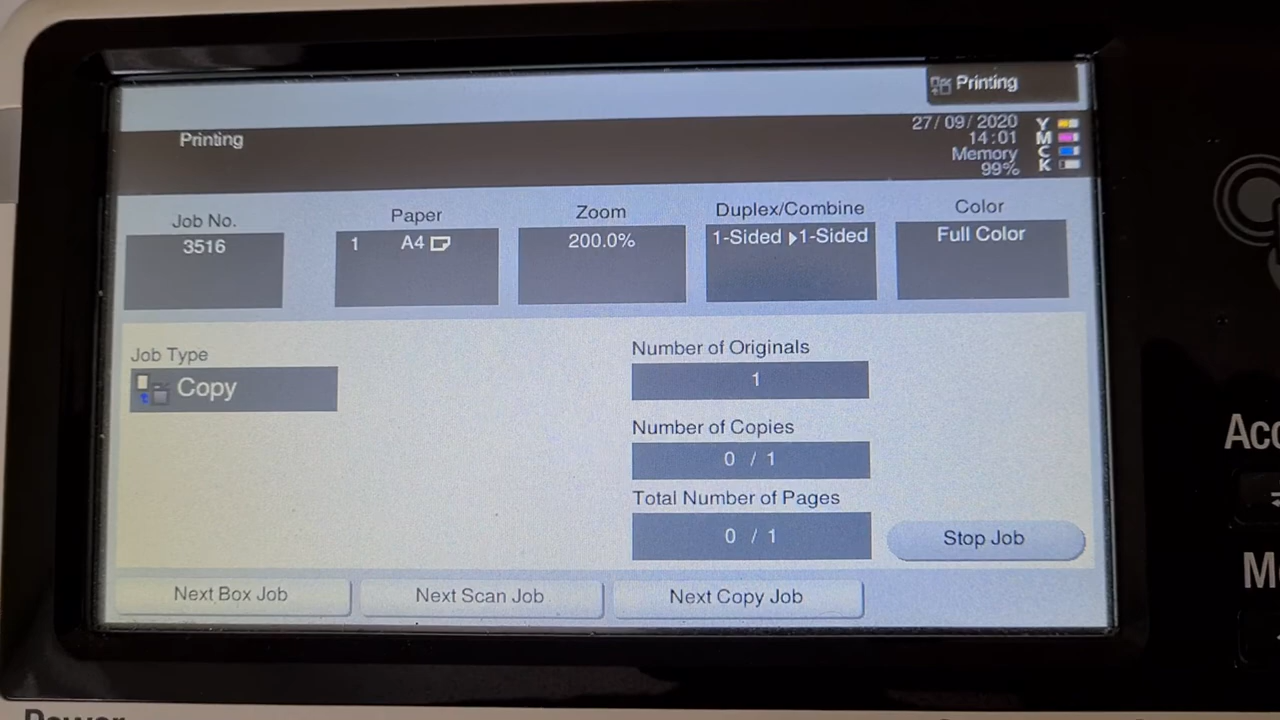 Printing
Printing
27/09/2020
14:01
Memory
99%
Y
M
C
K
Job No.
3516
Paper
1 A4
Zoom
200.0%
Duplex/Combine
1-Sided ▶1-Sided
Color
Full Color
Job Type
Copy
Number of Originals
1
Number of Copies
0 / 1
Total Number of Pages
0 / 1
Stop Job
Next Box Job
Next Scan Job
Next Copy Job
Acc
M